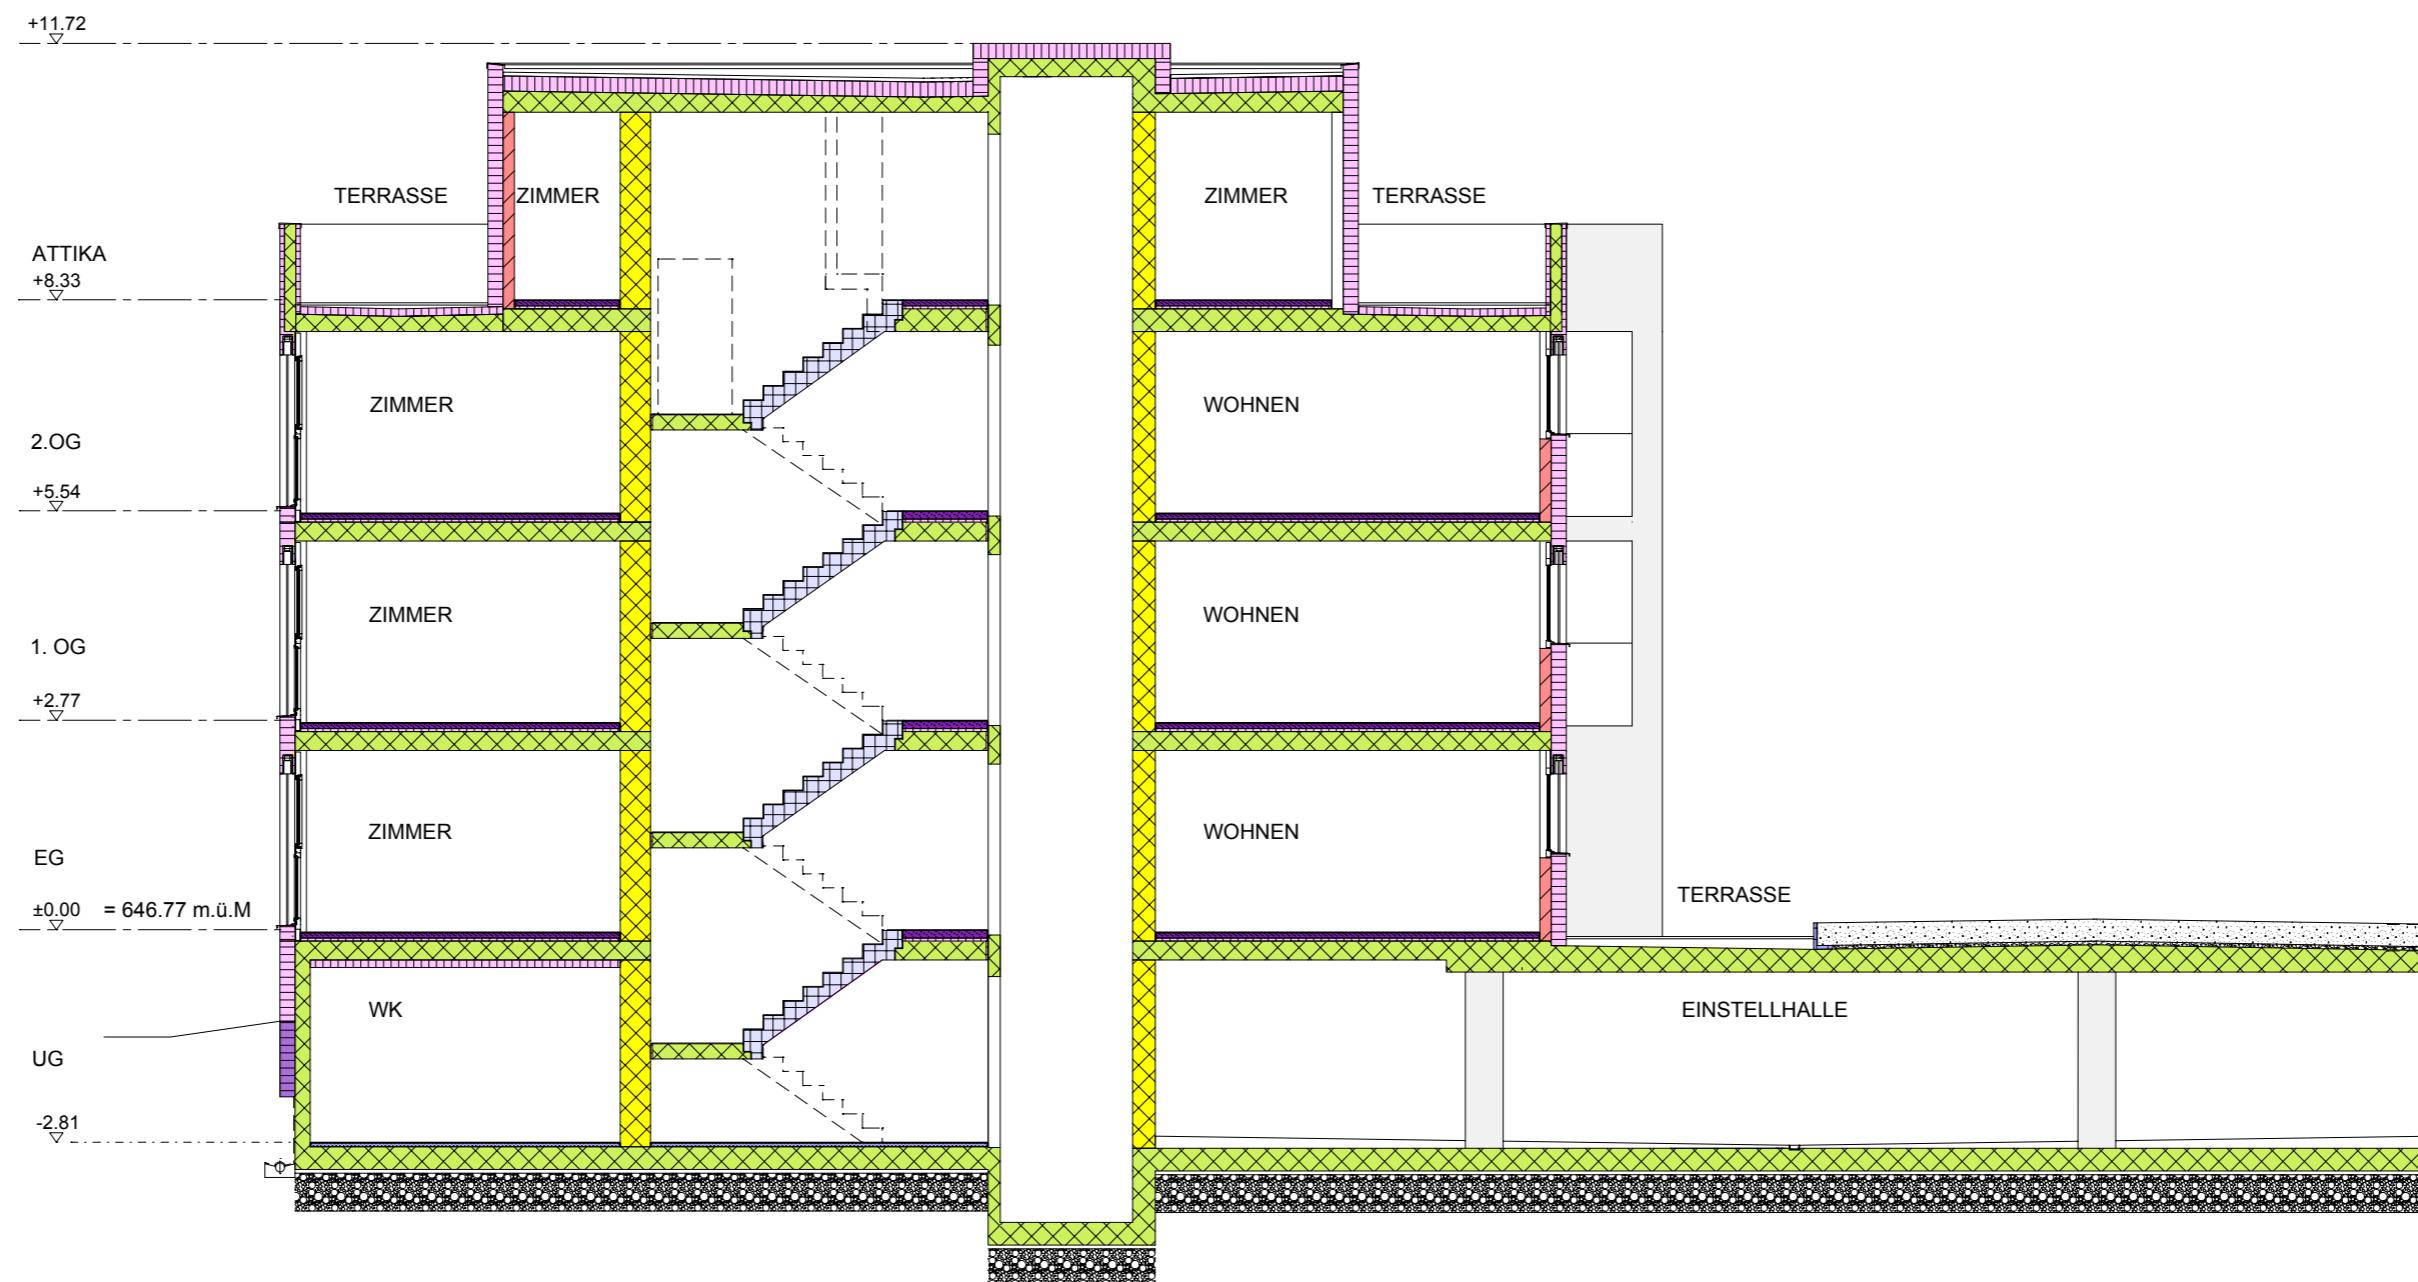 +11.72
TERRASSE
ZIMMER
ZIMMER
TERRASSE
ATTIKA
+8.33
ZIMMER
WOHNEN
2.OG
+5.54
ZIMMER
WOHNEN
1. OG
+2.77
ZIMMER
WOHNEN
EG
TERRASSE
±0.00 = 646.77 m.ü.M
WK
EINSTELLHALLE
UG
-2.81